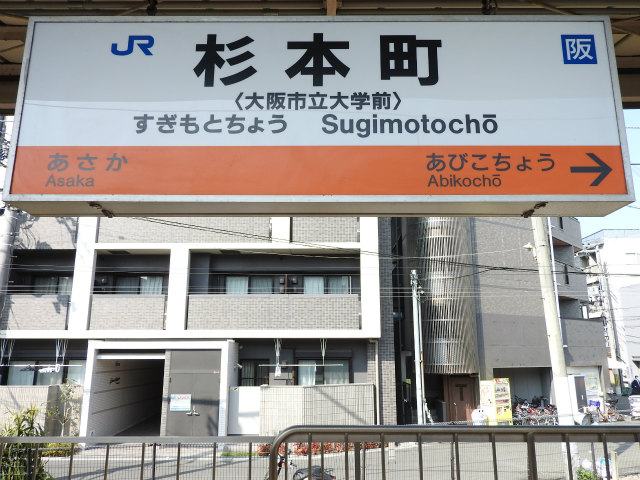 JR 杉本町 阪
〈大阪市立大学前〉
すぎもとちょう Sugimotochō
あさか あびこちょう →
Asaka Abikochō